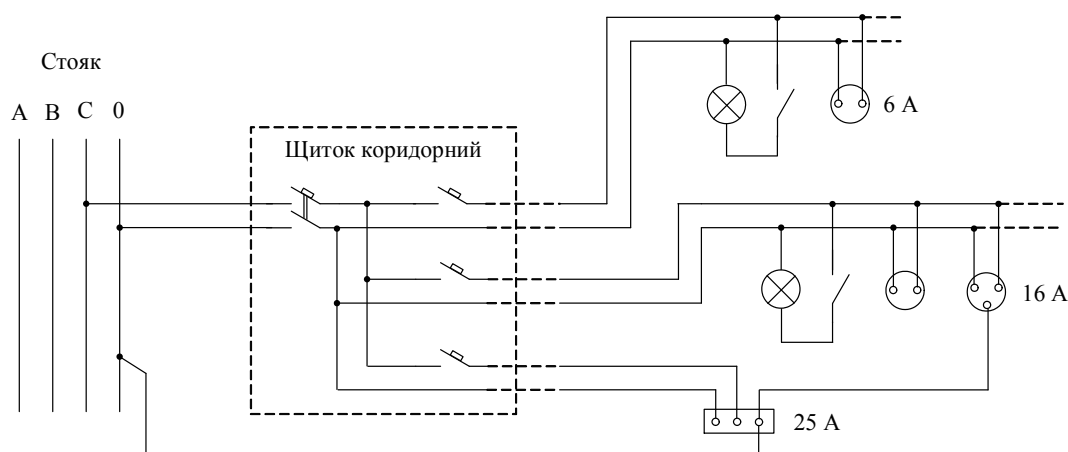 Стояк
А В С 0
Щиток коридорний
6 А
16 А
25 А